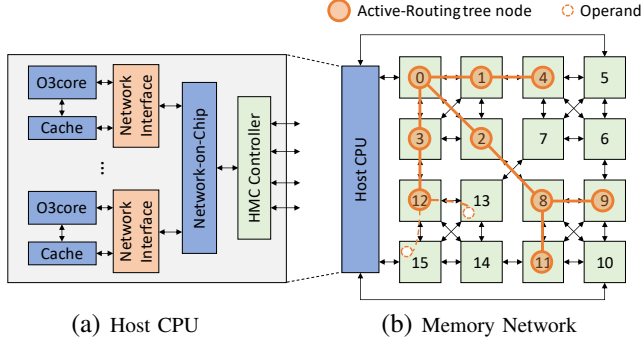 Active-Routing tree node Operand
O3core
Cache
Network
Interface
...
O3core
Cache
Network
Interface
Network-on-Chip
HMC Controller
Host CPU
0 1 4 5
3 2 7 6
12 13 8 9
15 14 11 10
(a) Host CPU
(b) Memory Network